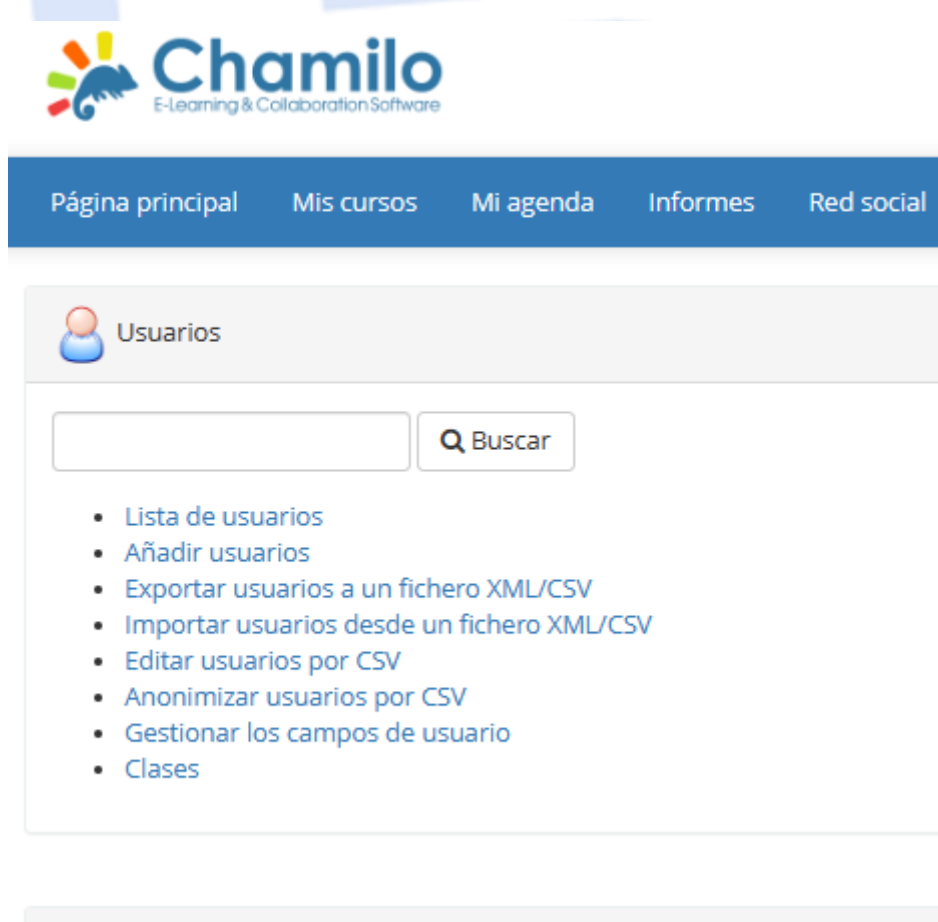 Chamilo
E-Learning & Collaboration Software
Página principal Mis cursos Mi agenda Informes Red social
Usuarios
Buscar
Lista de usuarios
Añadir usuarios
Exportar usuarios a un fichero XML/CSV
Importar usuarios desde un fichero XML/CSV
Editar usuarios por CSV
Anonimizar usuarios por CSV
Gestionar los campos de usuario
Clases